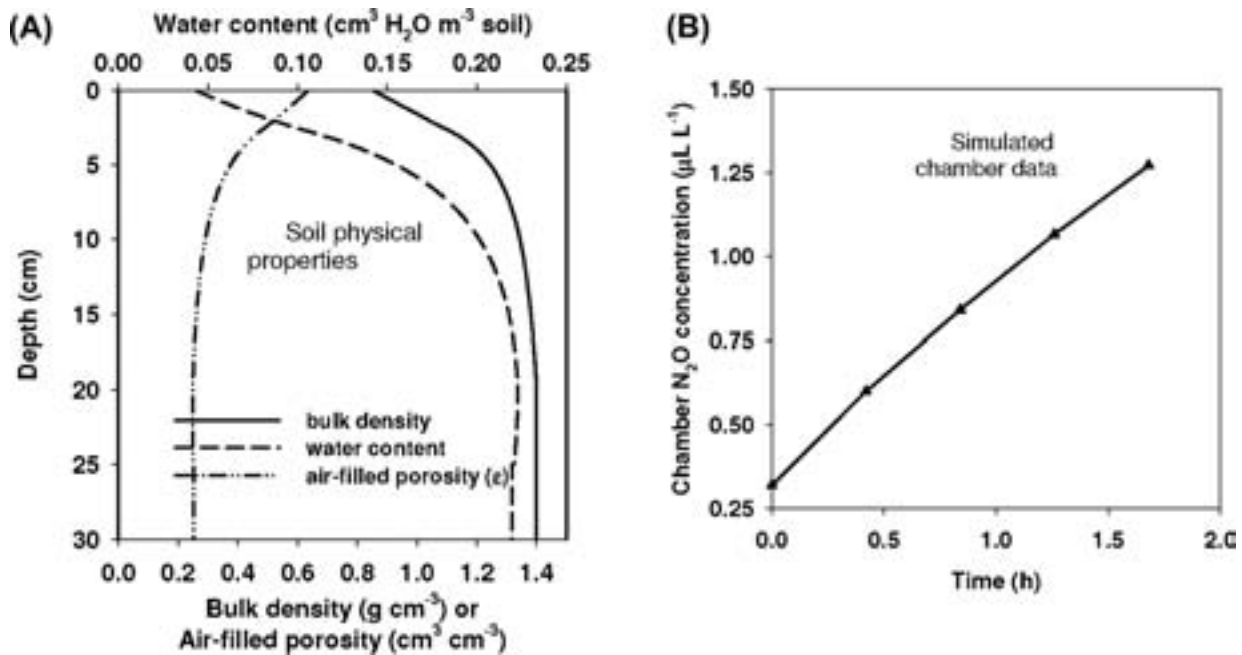 (A)
Water content (cm³ H₂O m⁻³ soil)
0.00 0.05 0.10 0.15 0.20 0.25
0
5
10
15
20
25
30
Depth (cm)
Soil physical
properties
bulk density
water content
air-filled porosity (ε)
0.0 0.2 0.4 0.6 0.8 1.0 1.2 1.4
Bulk density (g cm⁻³) or
Air-filled porosity (cm³ cm⁻³)
(B)
Chamber N₂O concentration (µL L⁻¹)
1.50
1.25
1.00
0.75
0.50
0.25
Simulated
chamber data
0.0 0.5 1.0 1.5 2.0
Time (h)